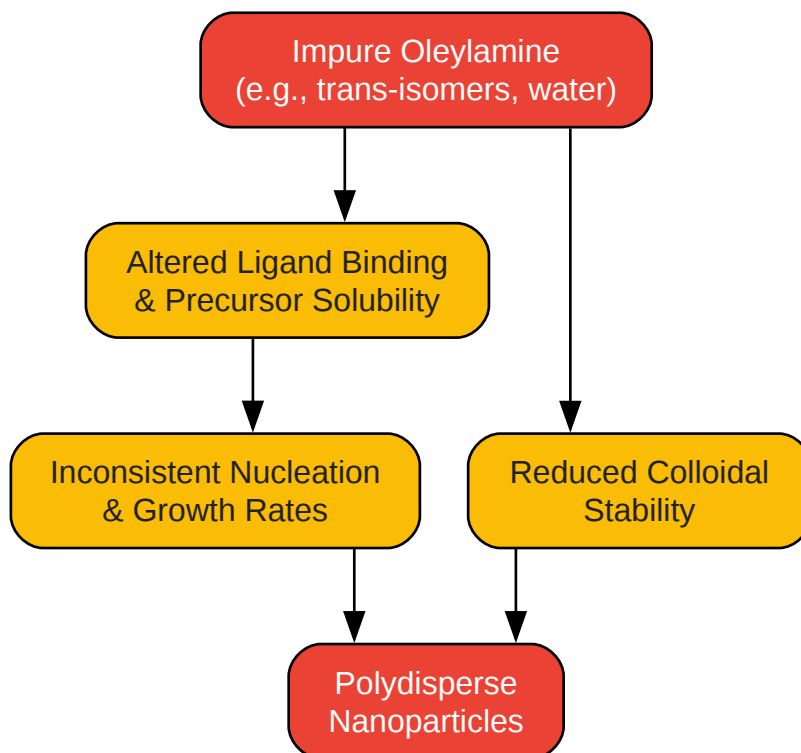 Impure Oleylamine
(e.g., trans-isomers, water)
Altered Ligand Binding
& Precursor Solubility
Inconsistent Nucleation
& Growth Rates
Reduced Colloidal
Stability
Polydisperse
Nanoparticles